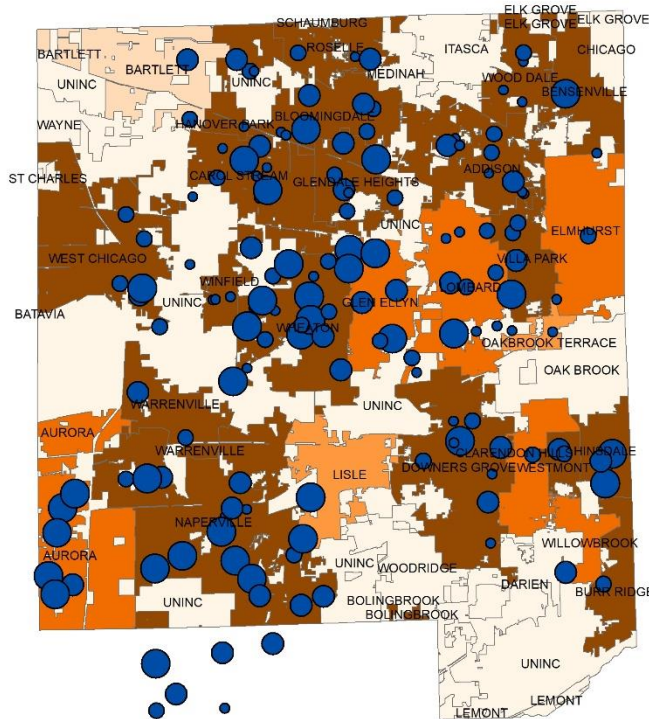 SCHAUMBURG
ELK GROVE
ELK GROVE
ELK GROVE
BARTLETT
ROSELLE
ITASCA
CHICAGO
BARTLETT
MEDINAH
UNINC
UNINC
WOOD DALE
BENSENVILLE
WAYNE
HANOVER PARK
BLOOMINGDALE
ST CHARLES
CAROL STREAM
GLENDALE HEIGHTS
ADDISON
UNINC
ELMHURST
WEST CHICAGO
VILLA PARK
WINFIELD
LOMBARD
UNINC
GLEN ELLYN
BATAVIA
WHEATON
OAKBROOK TERRACE
OAK BROOK
UNINC
WARRENVILLE
AURORA
WARRENVILLE
CLARENDON HILLS
HINSDALE
LISLE
DOWNERS GROVE
WESTMONT
NAPERVILLE
WILLOWBROOK
AURORA
UNINC
WOODRIDGE
DARIEN
BURR RIDGE
UNINC
BOLINGBROOK
BOLINGBROOK
UNINC
LEMONT
LEMONT